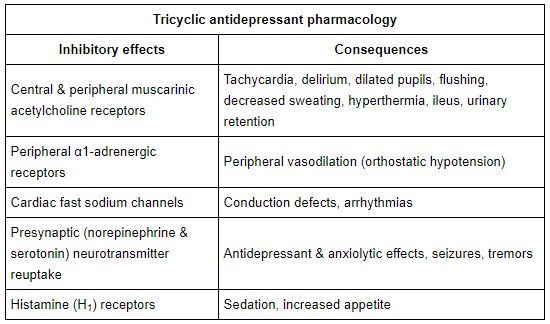 Tricyclic antidepressant pharmacology
Inhibitory effects
Consequences
Central & peripheral muscarinic
acetylcholine receptors
Tachycardia, delirium, dilated pupils, flushing,
decreased sweating, hyperthermia, ileus, urinary
retention
Peripheral α1-adrenergic
receptors
Peripheral vasodilation (orthostatic hypotension)
Cardiac fast sodium channels
Conduction defects, arrhythmias
Presynaptic (norepinephrine &
serotonin) neurotransmitter
reuptake
Antidepressant & anxiolytic effects, seizures, tremors
Histamine (H₁) receptors
Sedation, increased appetite